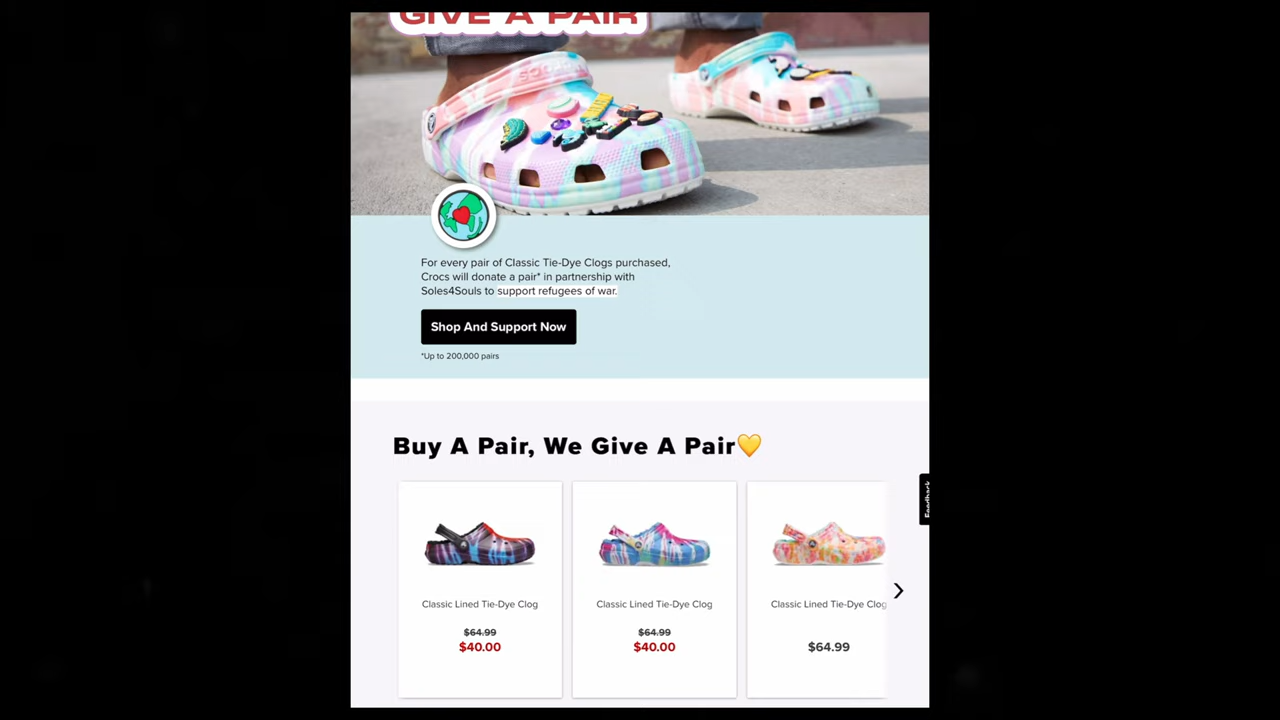 GIVE A PAIR
CROCS
For every pair of Classic Tie-Dye Clogs purchased,
Crocs will donate a pair* in partnership with
Soles4Souls to support refugees of war.
Shop And Support Now
*Up to 200,000 pairs
Buy A Pair, We Give A Pair💛
Feedback
Classic Lined Tie-Dye Clog
$64.99
$40.00
Classic Lined Tie-Dye Clog
$64.99
$40.00
Classic Lined Tie-Dye Clog
$64.99